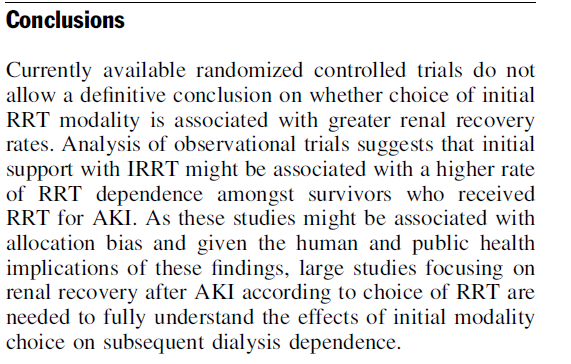 Conclusions
Currently available randomized controlled trials do not
allow a definitive conclusion on whether choice of initial
RRT modality is associated with greater renal recovery
rates. Analysis of observational trials suggests that initial
support with IRRT might be associated with a higher rate
of RRT dependence amongst survivors who received
RRT for AKI. As these studies might be associated with
allocation bias and given the human and public health
implications of these findings, large studies focusing on
renal recovery after AKI according to choice of RRT are
needed to fully understand the effects of initial modality
choice on subsequent dialysis dependence.